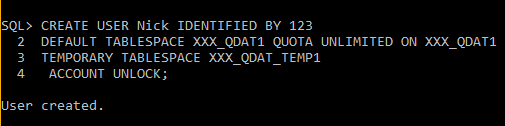 SQL> CREATE USER Nick IDENTIFIED BY 123
2 DEFAULT TABLESPACE XXX_QDAT1 QUOTA UNLIMITED ON XXX_QDAT1
3 TEMPORARY TABLESPACE XXX_QDAT_TEMP1
4 ACCOUNT UNLOCK;
User created.